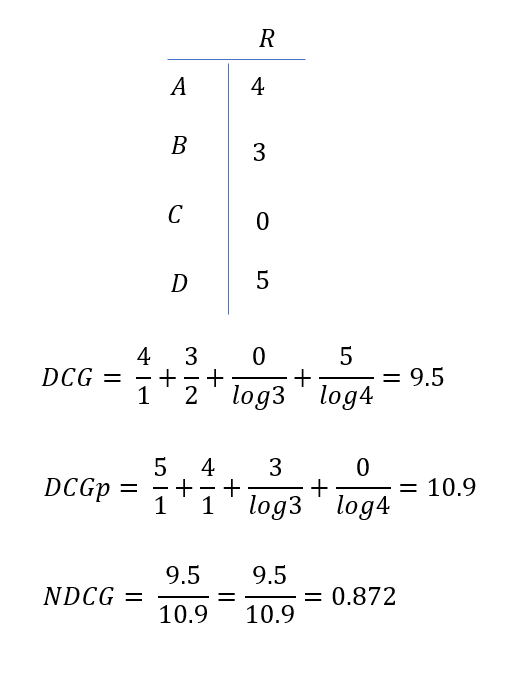 R
A 4
B 3
C 0
D 5
DCG = 4/1 + 3/2 + 0/log3 + 5/log4 = 9.5
DCGp = 5/1 + 4/1 + 3/log3 + 0/log4 = 10.9
NDCG = 9.5/10.9 = 9.5/10.9 = 0.872